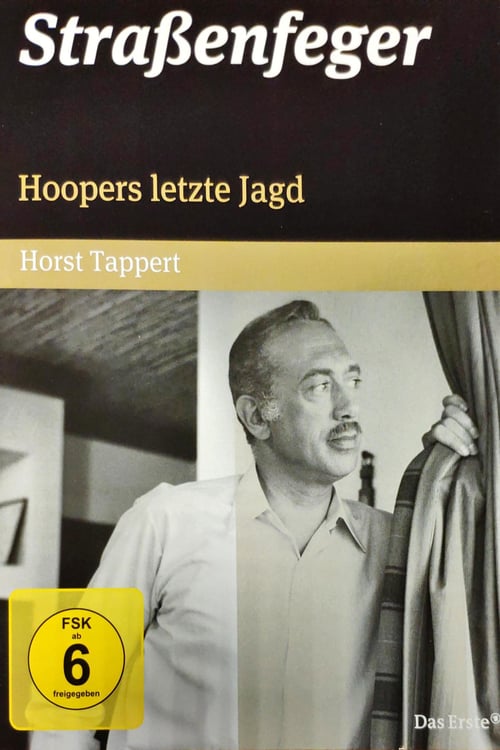 Straßenfeger
Hoopers letzte Jagd
Horst Tappert
FSK
ab
6
freigegeben
Das Erste